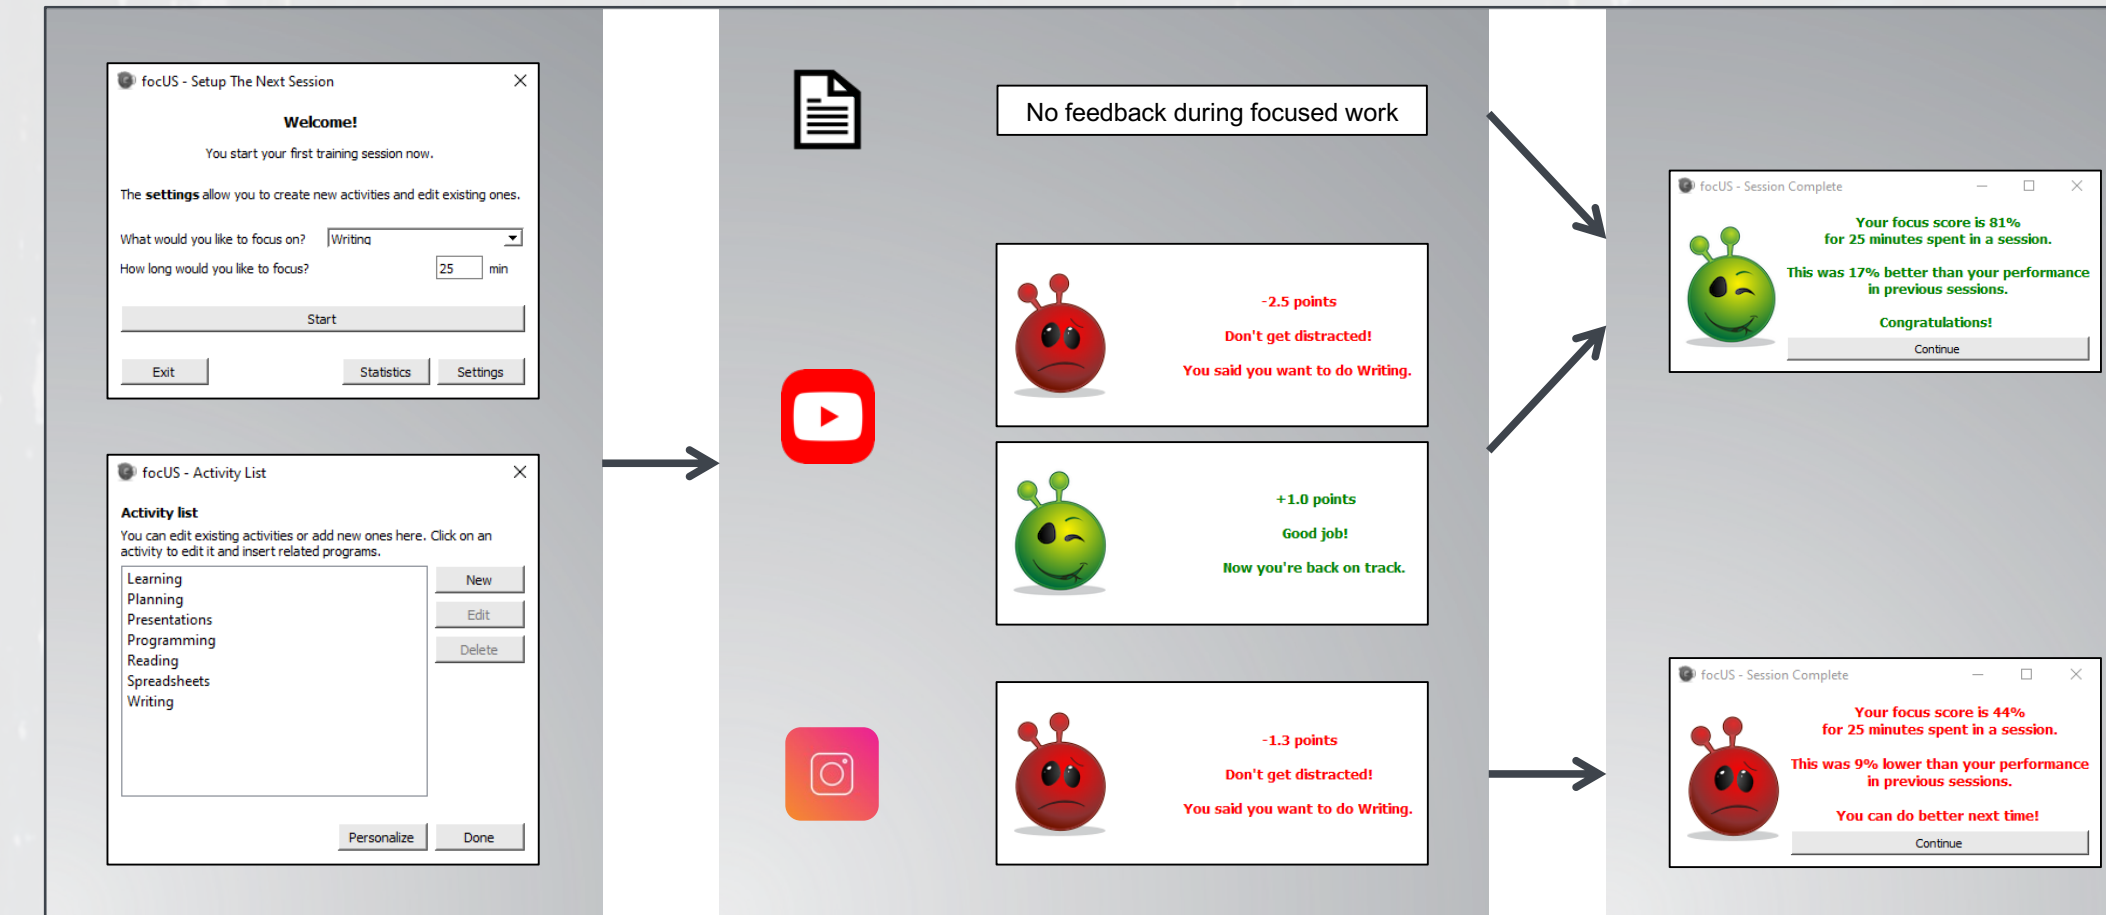 focUS - Setup The Next Session
Welcome!
You start your first training session now.
The settings allow you to create new activities and edit existing ones.
What would you like to focus on? Writing
How long would you like to focus? 25 min
Start
Exit Statistics Settings
focUS - Activity List
Activity list
You can edit existing activities or add new ones here. Click on an
activity to edit it and insert related programs.
Learning
Planning
Presentations
Programming
Reading
Spreadsheets
Writing
New
Edit
Delete
Personalize Done
No feedback during focused work
-2.5 points
Don't get distracted!
You said you want to do Writing.
+1.0 points
Good job!
Now you're back on track.
-1.3 points
Don't get distracted!
You said you want to do Writing.
focUS - Session Complete
Your focus score is 81%
for 25 minutes spent in a session.
This was 17% better than your performance
in previous sessions.
Congratulations!
Continue
focUS - Session Complete
Your focus score is 44%
for 25 minutes spent in a session.
This was 9% lower than your performance
in previous sessions.
You can do better next time!
Continue